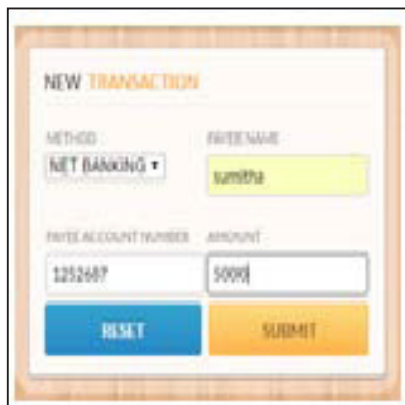 NEW TRANSACTION
METHOD PAYEE NAME
NET BANKING sumitha
PAYEE ACCOUNT NUMBER AMOUNT
1252687 5000
RESET SUBMIT